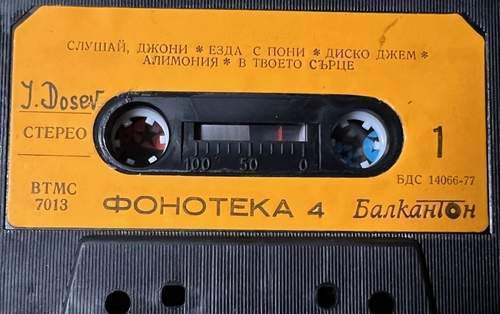 СЛУШАЙ, ДЖОНИ * ЕЗДА С ПОНИ * ДИСКО ДЖЕМ *
АЛИМОНИЯ * В ТВОЕТО СЪРЦЕ
J. Dosev
СТЕРЕО
100 50 0
1
БДС 14066-77
ВТМС
7013
ФОНОТЕКА 4
Балкантон